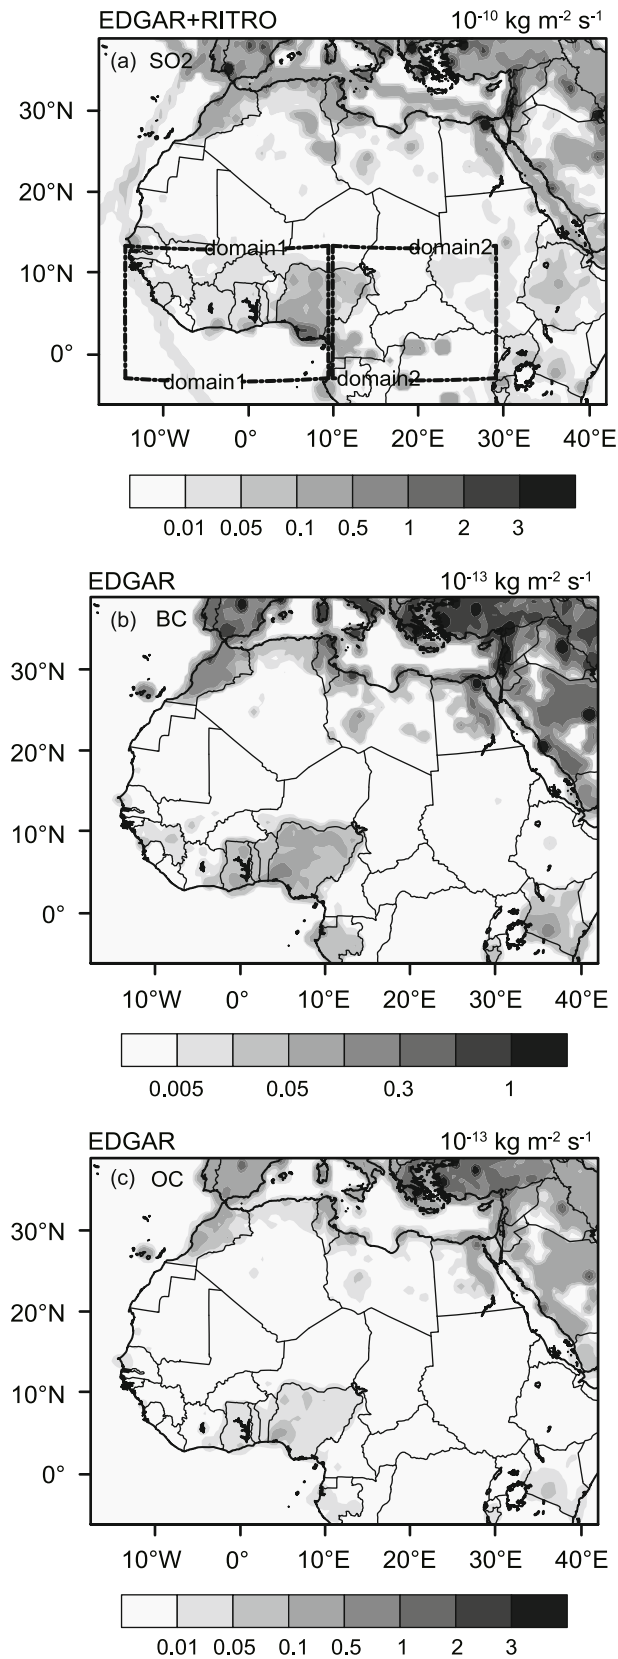 EDGAR+RITRO 10⁻¹⁰ kg m⁻² s⁻¹
(a) SO2
30°N
20°N
domain1 domain2
10°N
0°
domain1 domain2
10°W 0° 10°E 20°E 30°E 40°E
0.01 0.05 0.1 0.5 1 2 3
EDGAR 10⁻¹³ kg m⁻² s⁻¹
(b) BC
30°N
20°N
10°N
0°
10°W 0° 10°E 20°E 30°E 40°E
0.005 0.05 0.3 1
EDGAR 10⁻¹³ kg m⁻² s⁻¹
(c) OC
30°N
20°N
10°N
0°
10°W 0° 10°E 20°E 30°E 40°E
0.01 0.05 0.1 0.5 1 2 3